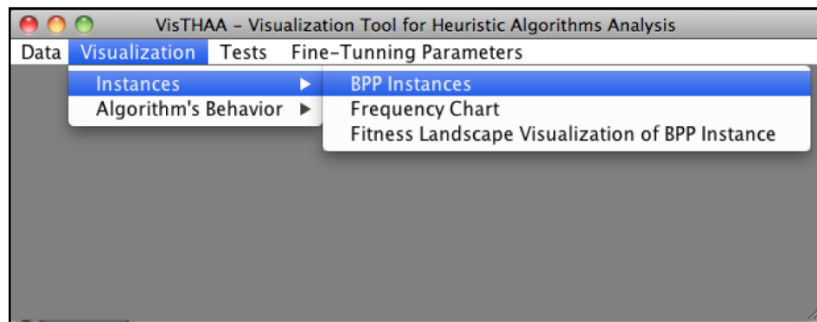 VisTHAA - Visualization Tool for Heuristic Algorithms Analysis
Data Visualization Tests Fine-Tunning Parameters
Instances ▶ BPP Instances
Algorithm's Behavior ▶ Frequency Chart
Fitness Landscape Visualization of BPP Instance